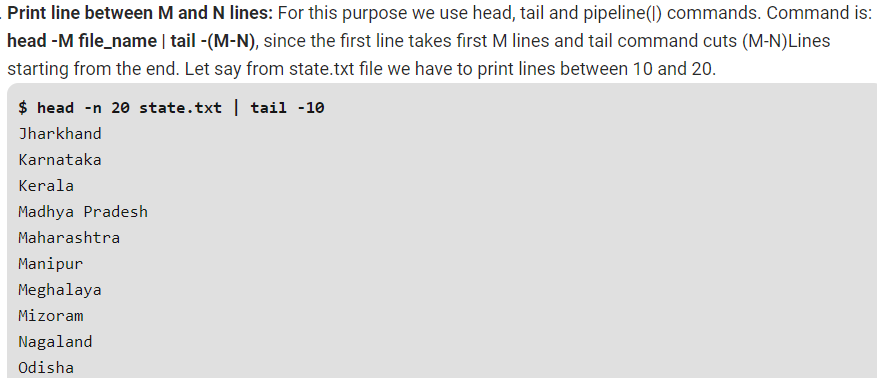 . Print line between M and N lines: For this purpose we use head, tail and pipeline(|) commands. Command is:
head -M file_name | tail -(M-N), since the first line takes first M lines and tail command cuts (M-N)Lines
starting from the end. Let say from state.txt file we have to print lines between 10 and 20.
$ head -n 20 state.txt | tail -10
Jharkhand
Karnataka
Kerala
Madhya Pradesh
Maharashtra
Manipur
Meghalaya
Mizoram
Nagaland
Odisha